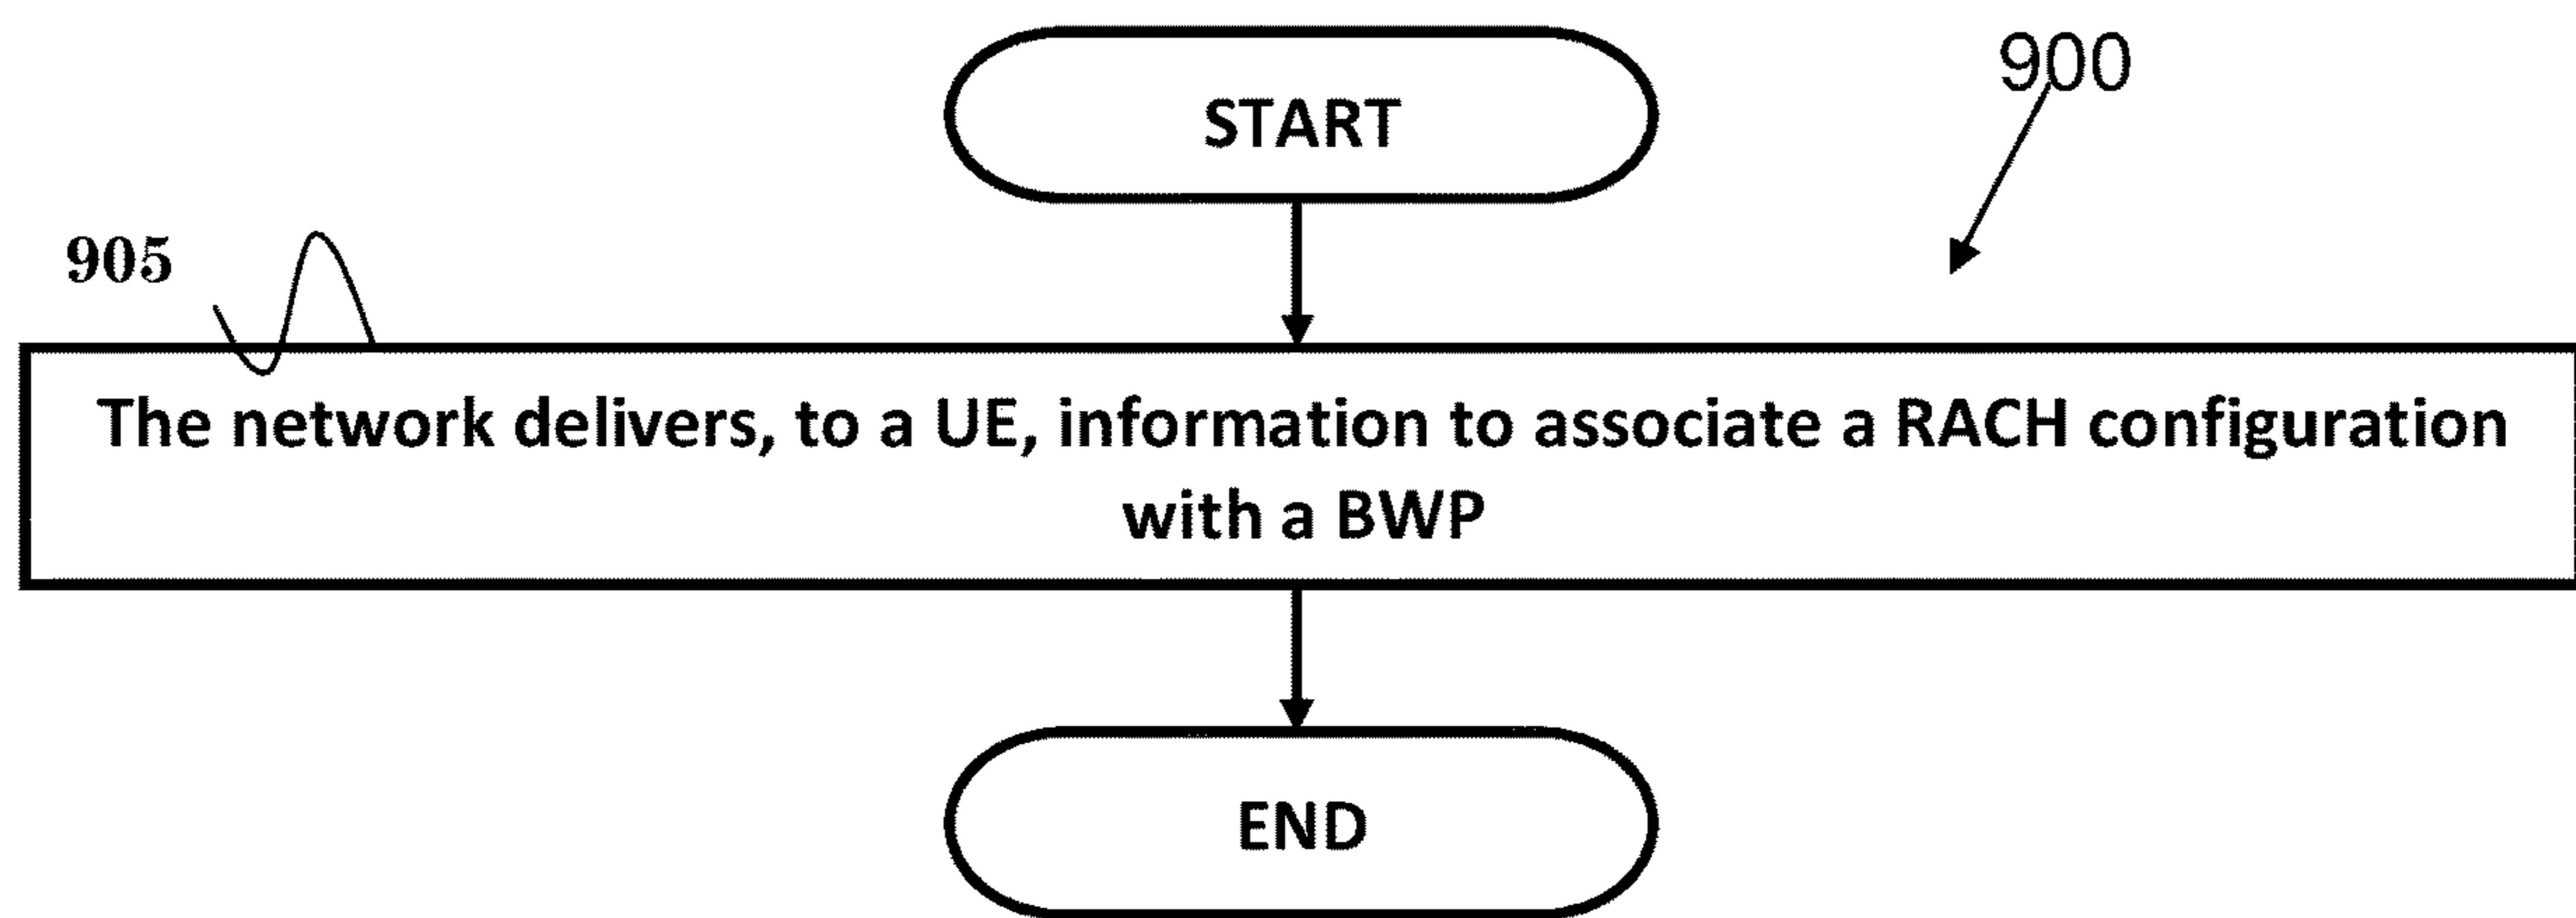 START
900
905
The network delivers, to a UE, information to associate a RACH configuration
with a BWP
END